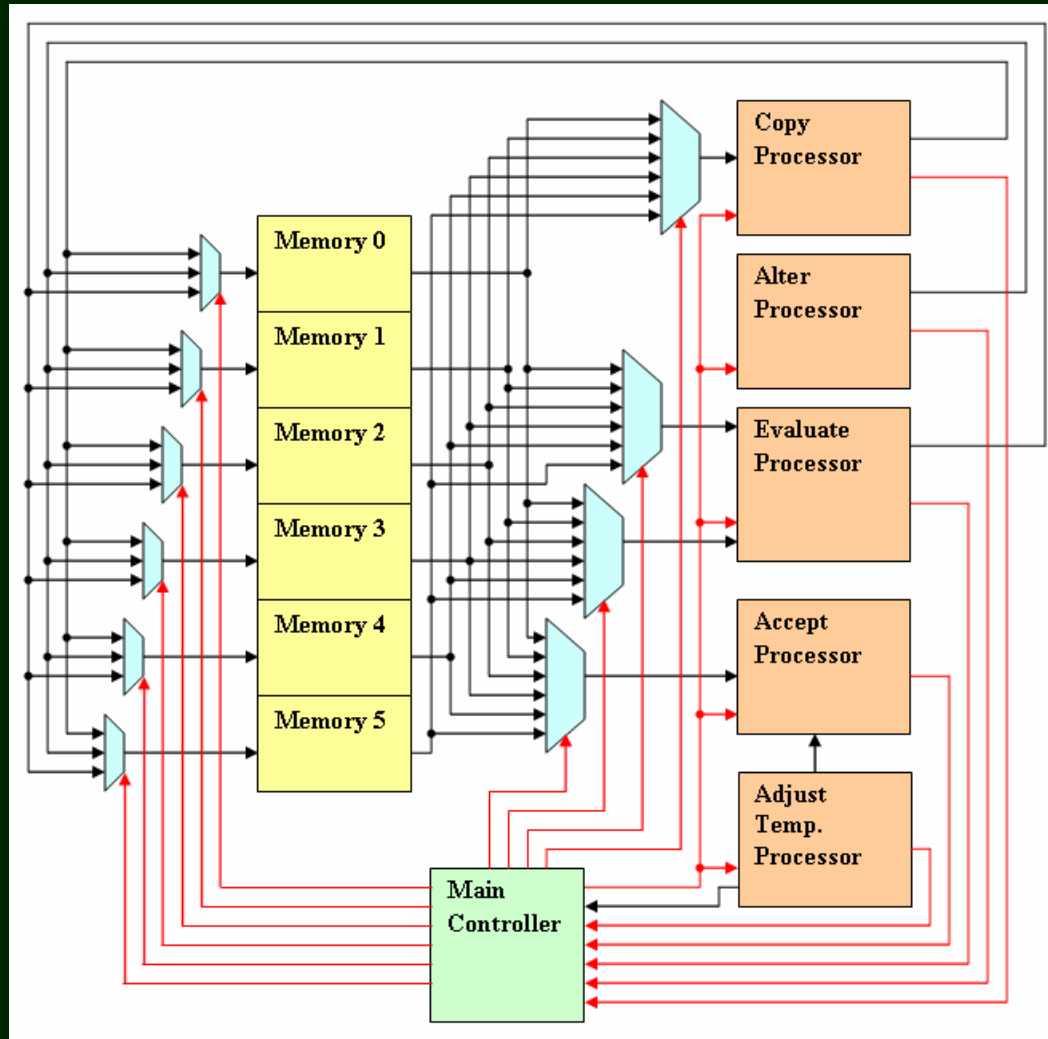 Copy
Processor
Memory 0
Alter
Processor
Memory 1
Memory 2
Evaluate
Processor
Memory 3
Memory 4
Accept
Processor
Memory 5
Adjust
Temp.
Processor
Main
Controller